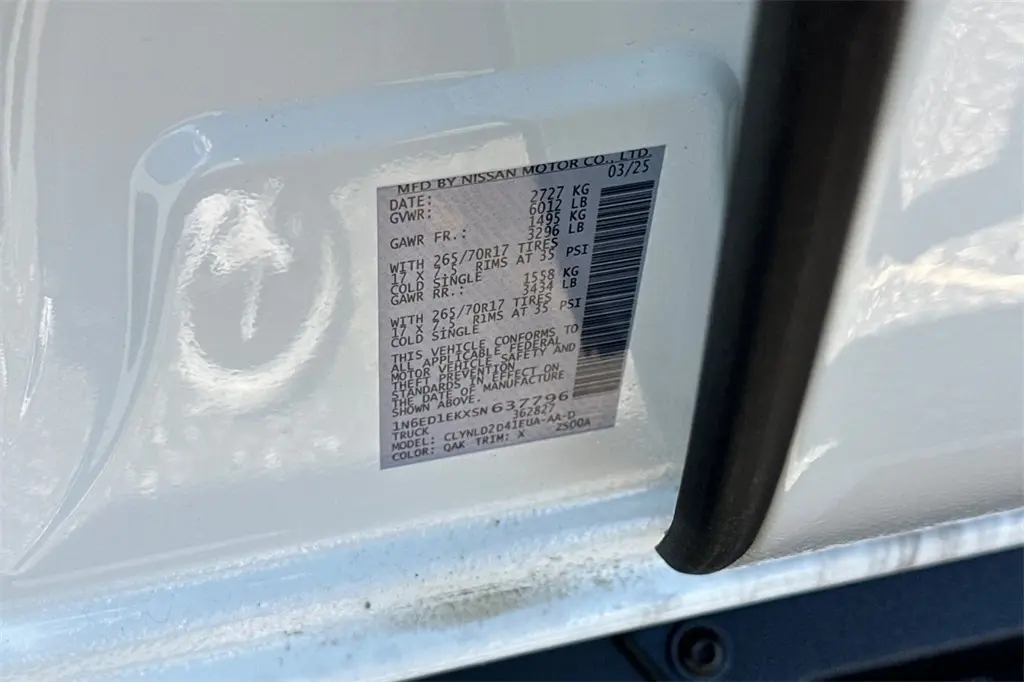 MFD BY NISSAN MOTOR CO., LTD.
DATE: 03/25
GVWR: 2727 KG
6012 LB
GAWR FR.: 1495 KG
3296 LB
WITH 265/70R17 TIRES
17 X 7.5 RIMS AT 35 PSI
COLD SINGLE
GAWR RR.: 1558 KG
3434 LB
WITH 265/70R17 TIRES
17 X 7.5 RIMS AT 35 PSI
COLD SINGLE
THIS VEHICLE CONFORMS TO
ALL APPLICABLE FEDERAL
MOTOR VEHICLE SAFETY AND
THEFT PREVENTION
STANDARDS IN EFFECT ON
THE DATE OF MANUFACTURE
SHOWN ABOVE.
1N6ED1EKXSN637796
TRUCK 362827
MODEL: CLYNLD2D41EUA-AA-D
COLOR: QAK TRIM: X 2S00A